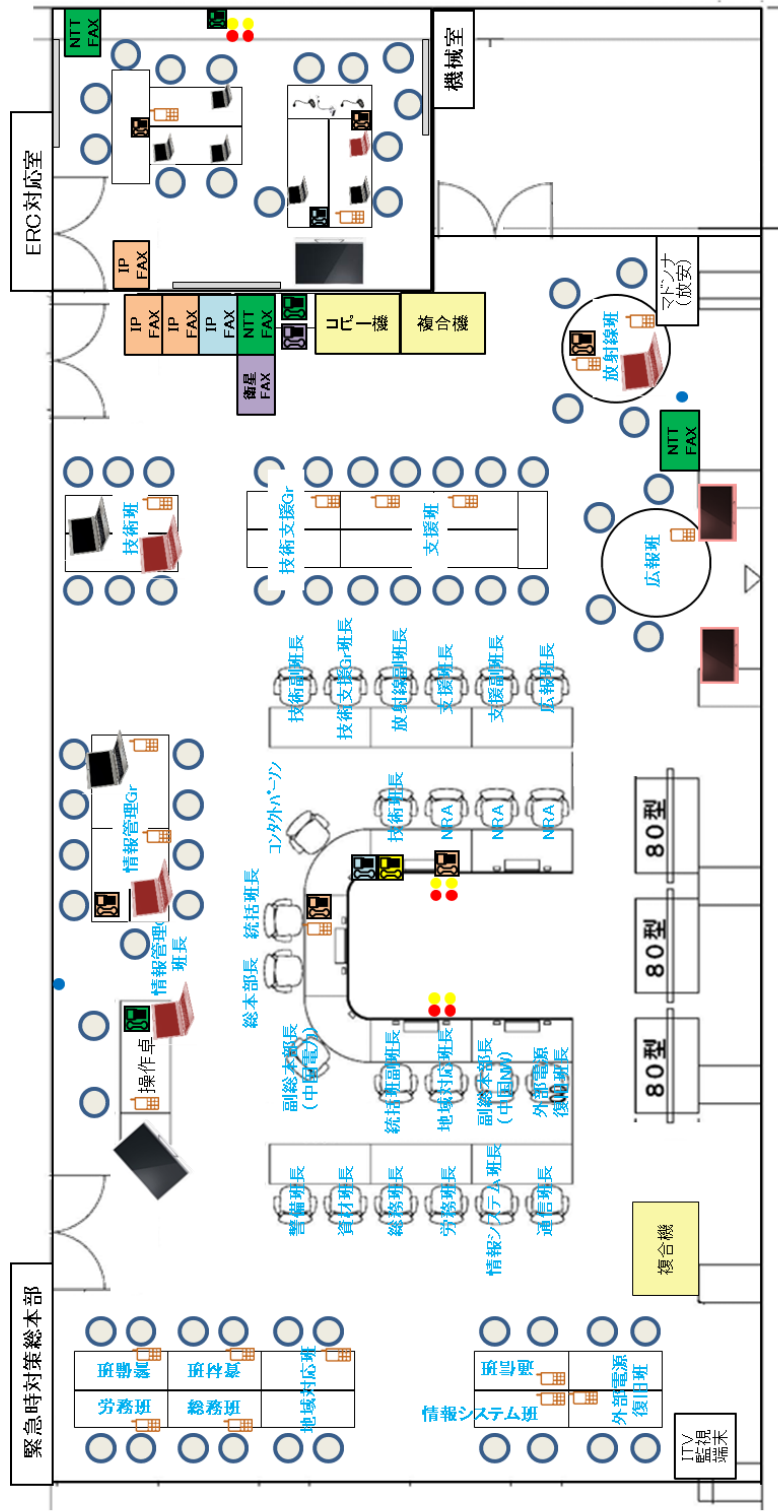 ERC対応室
NTT
FAX
機械室
IP
FAX
IP
FAX
IP
FAX
IP
FAX
NTT
FAX
衛星
FAX
コピー機
複合機
マドンナ
(放安)
放射線班
NTT
FAX
広報班
技術班
技術支援Gr
支援班
技術副班長
技術支援Gr班長
放射線副班長
支援班長
支援副班長
広報班長
情報管理Gr
情報管理G
班長
操作卓
コンタクトパーソン
統括班長
総本部長
副総本部長
(中国電力)
技術班長
NRA
NRA
NRA
統括班副班長
地域対応班長
副総本部長
(中国NW)
外部電源
復旧班長
80型
80型
80型
警備班長
資材班長
総務班長
労務班長
情報システム班長
通信班長
複合機
緊急時対策総本部
警備班
資材班
労務班
総務班
地域対応班
通信班
情報システム班
外部電源
復旧班
ITV
監視
端末